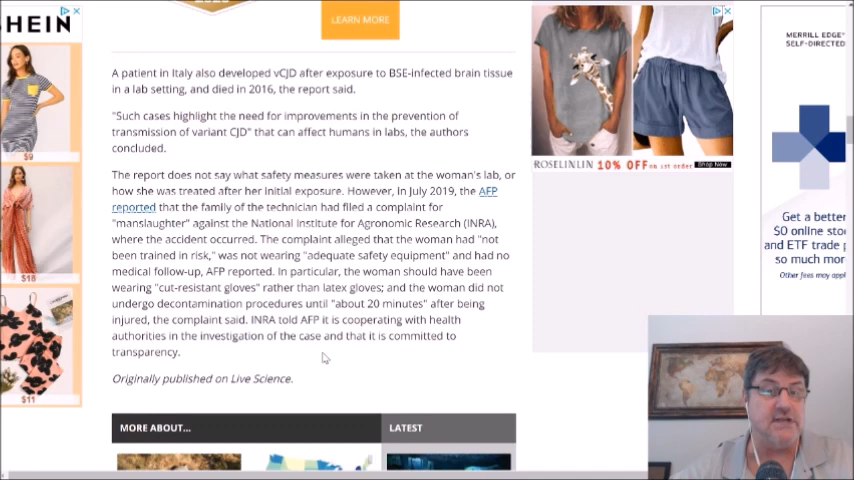 SHEIN
LEARN MORE
A patient in Italy also developed vCJD after exposure to BSE-infected brain tissue
in a lab setting, and died in 2016, the report said.
"Such cases highlight the need for improvements in the prevention of
transmission of variant CJD" that can affect humans in labs, the authors
concluded.
The report does not say what safety measures were taken at the woman's lab, or
how she was treated after her initial exposure. However, in July 2019, the AFP
reported that the family of the technician had filed a complaint for
"manslaughter" against the National Institute for Agronomic Research (INRA),
where the accident occurred. The complaint alleged that the woman had "not
been trained in risk," was not wearing "adequate safety equipment" and had no
medical follow-up, AFP reported. In particular, the woman should have been
wearing "cut-resistant gloves" rather than latex gloves; and the woman did not
undergo decontamination procedures until "about 20 minutes" after being
injured, the complaint said. INRA told AFP it is cooperating with health
authorities in the investigation of the case and that it is committed to
transparency.
Originally published on Live Science.
MORE ABOUT...
LATEST
$9
$18
$11
ROSELINLIN 10% OFF on 1st order Shop Now
MERRILL EDGE
SELF-DIRECTED
Get a better
$0 online sto
and ETF trade
so much mor
Other fees may appl